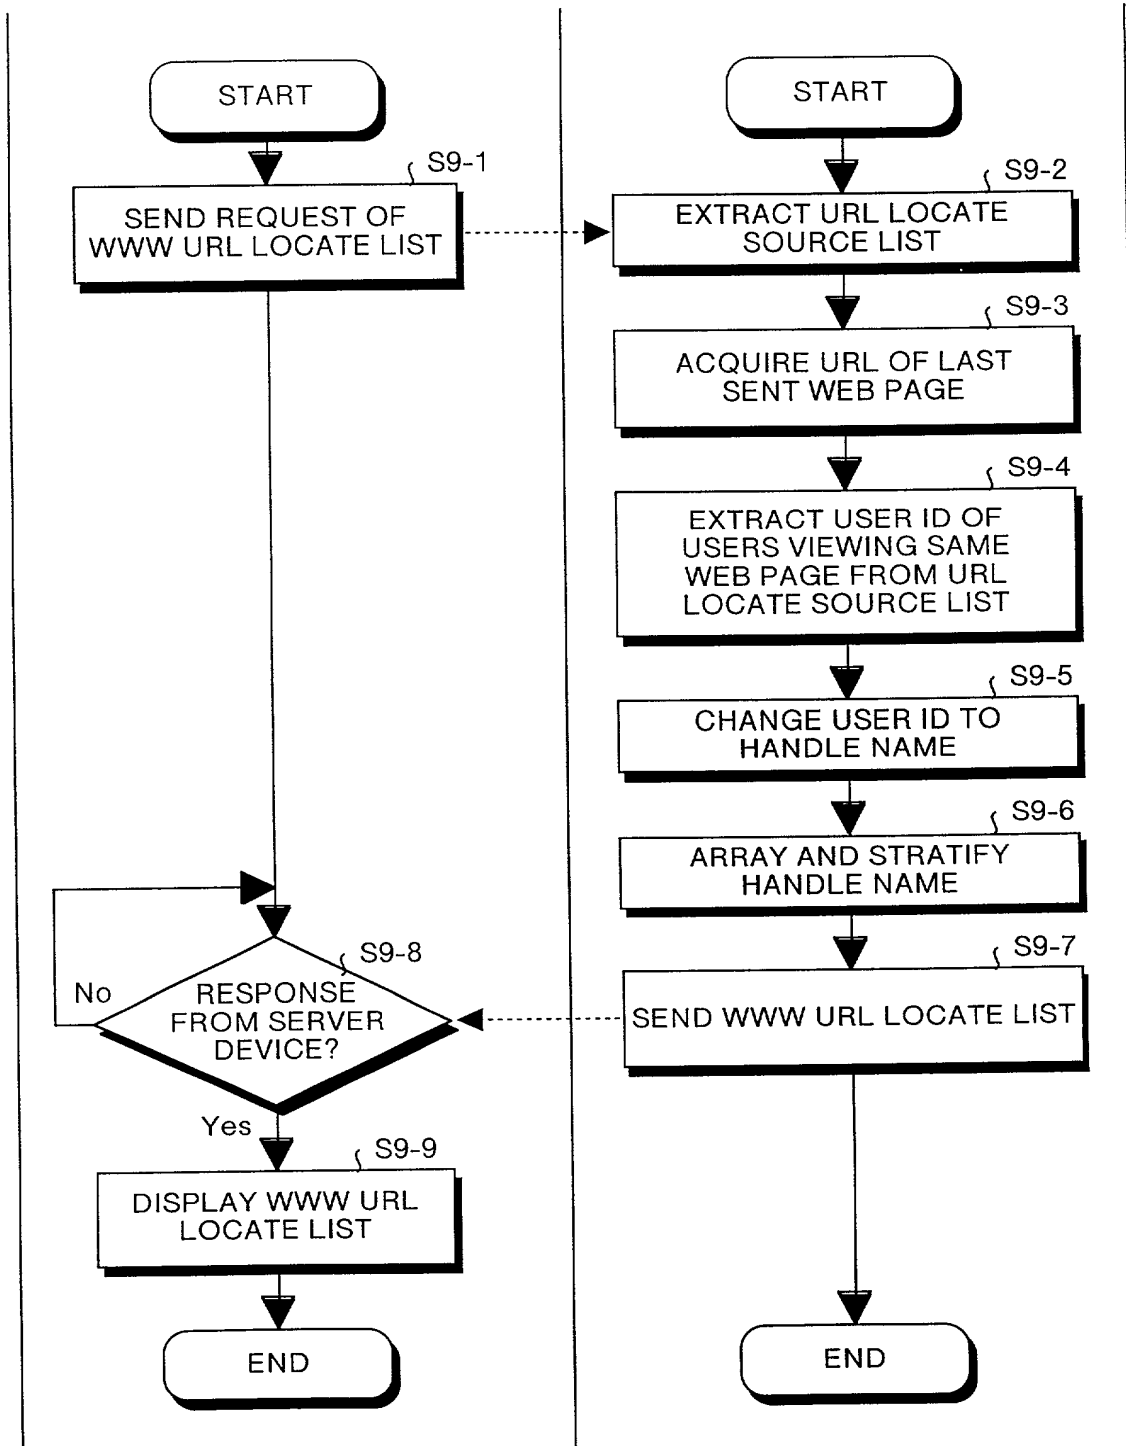 START
S9-1
SEND REQUEST OF
WWW URL LOCATE LIST
S9-8
No
RESPONSE
FROM SERVER
DEVICE?
Yes
S9-9
DISPLAY WWW URL
LOCATE LIST
END
START
S9-2
EXTRACT URL LOCATE
SOURCE LIST
S9-3
ACQUIRE URL OF LAST
SENT WEB PAGE
S9-4
EXTRACT USER ID OF
USERS VIEWING SAME
WEB PAGE FROM URL
LOCATE SOURCE LIST
S9-5
CHANGE USER ID TO
HANDLE NAME
S9-6
ARRAY AND STRATIFY
HANDLE NAME
S9-7
SEND WWW URL LOCATE LIST
END